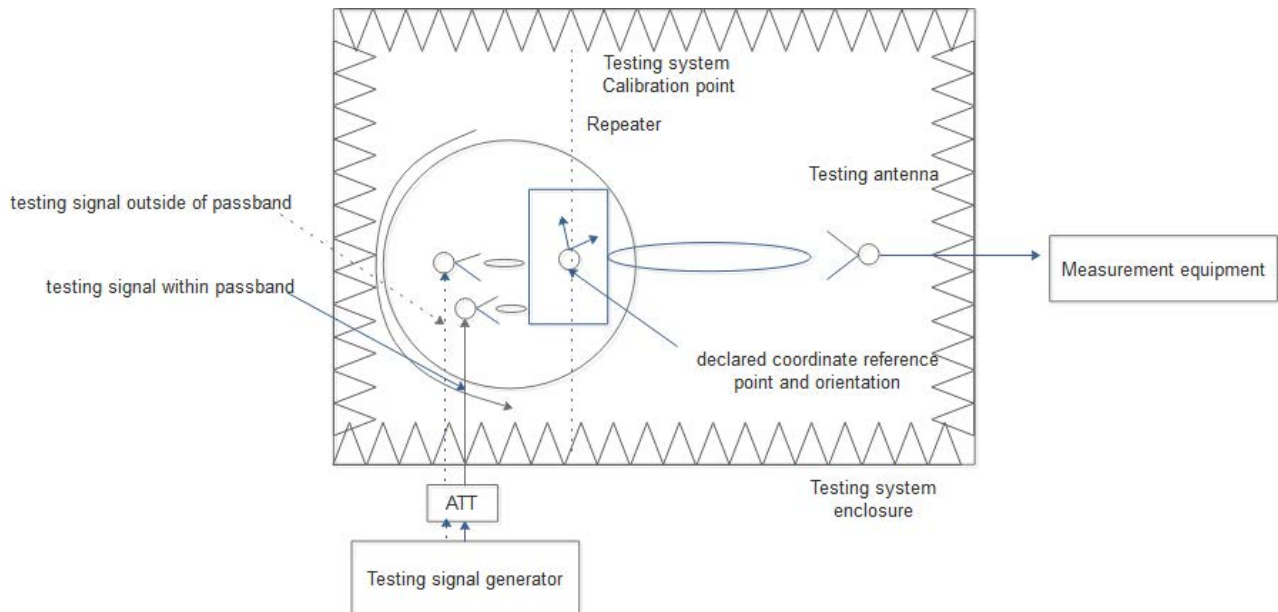 Testing system
Calibration point
Repeater
Testing antenna
testing signal outside of passband
testing signal within passband
Measurement equipment
declared coordinate reference
point and orientation
Testing system
enclosure
ATT
Testing signal generator